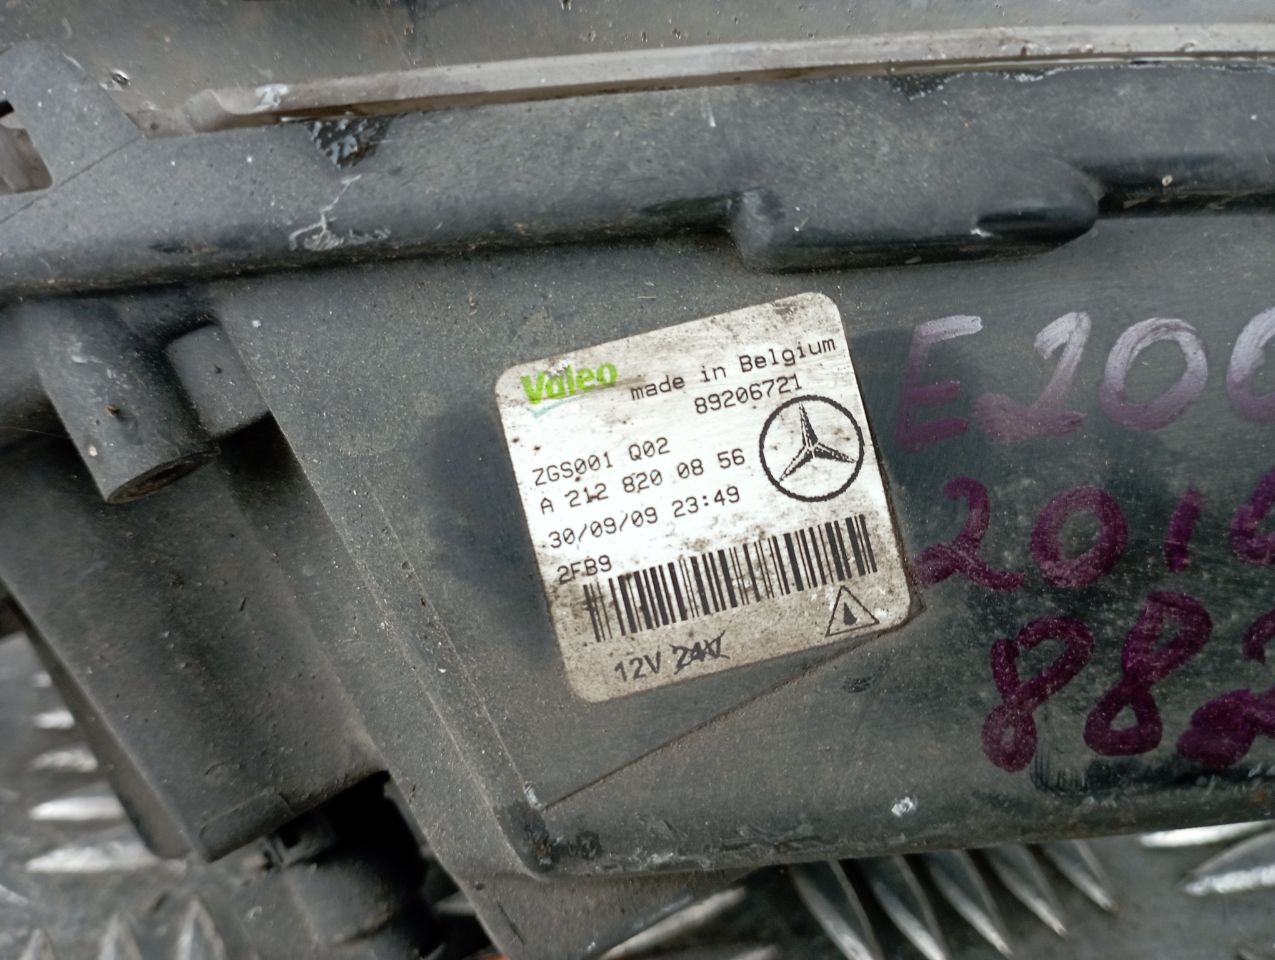 Valeo made in Belgium
89206721
ZGS001 Q02
A 212 820 08 56
30/09/09 23:49
2FB9
12V 24V
E200
201
88